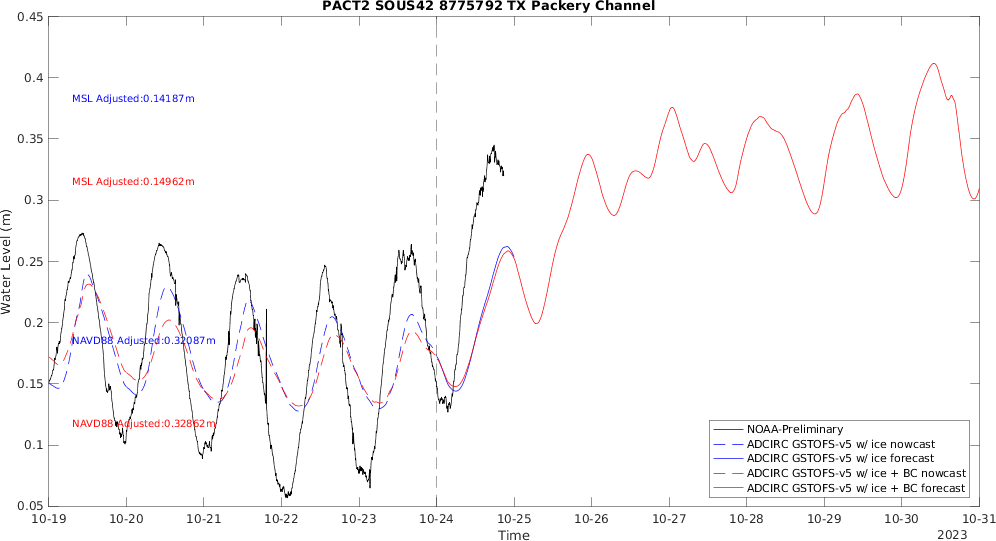 PACT2 SOUS42 8775792 TX Packery Channel
0.45
0.4
0.35
0.3
0.25
0.2
0.15
0.1
0.05
Water Level (m)
MSL Adjusted:0.14187m
MSL Adjusted:0.14962m
NAVD88 Adjusted:0.32087m
NAVD88 Adjusted:0.32862m
NOAA-Preliminary
ADCIRC GSTOFS-v5 w/ ice nowcast
ADCIRC GSTOFS-v5 w/ ice forecast
ADCIRC GSTOFS-v5 w/ ice + BC nowcast
ADCIRC GSTOFS-v5 w/ ice + BC forecast
10-19 10-20 10-21 10-22 10-23 10-24 10-25 10-26 10-27 10-28 10-29 10-30 10-31
Time
2023